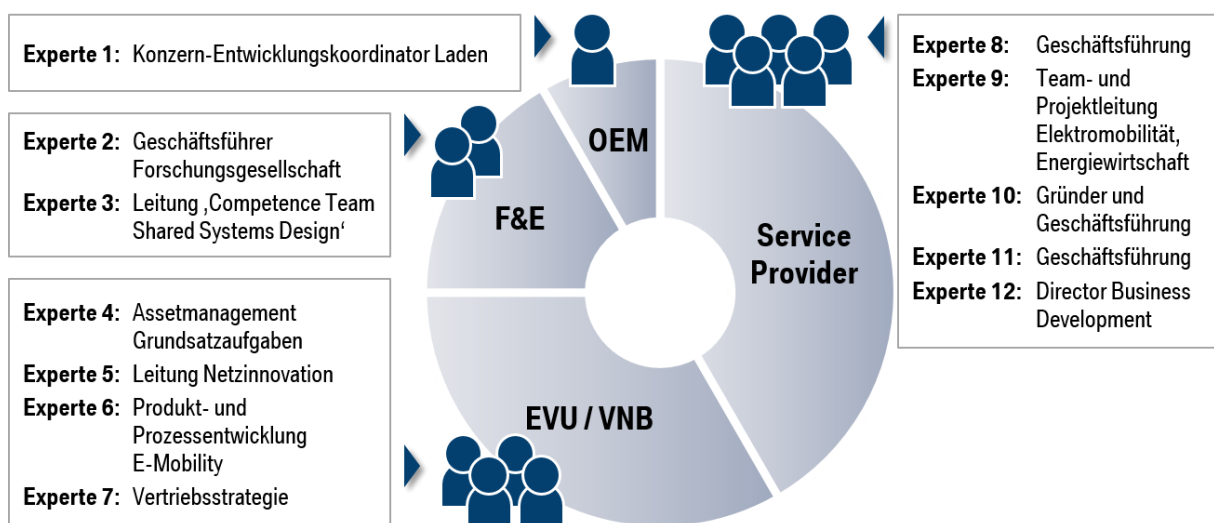 Experte 1: Konzern-Entwicklungskoordinator Laden
Experte 2: Geschäftsführer
Forschungsgesellschaft
Experte 3: Leitung ‚Competence Team
Shared Systems Design‘
Experte 4: Assetmanagement
Grundsatzaufgaben
Experte 5: Leitung Netzinnovation
Experte 6: Produkt- und
Prozessentwicklung
E-Mobility
Experte 7: Vertriebsstrategie
OEM
F&E
Service
Provider
EVU / VNB
Experte 8: Geschäftsführung
Experte 9: Team- und
Projektleitung
Elektromobilität,
Energiewirtschaft
Experte 10: Gründer und
Geschäftsführung
Experte 11: Geschäftsführung
Experte 12: Director Business
Development